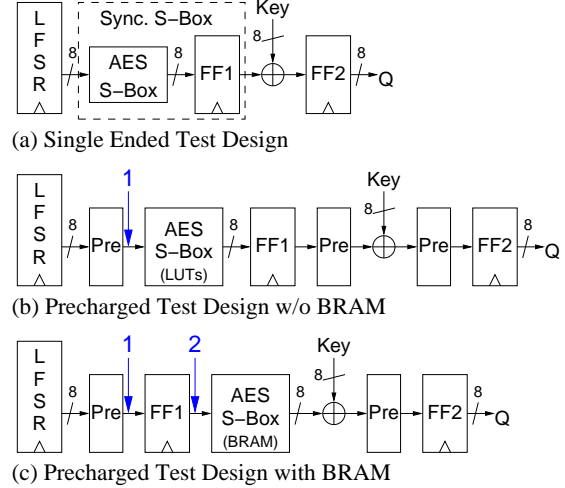 Sync. S-Box
Key
L F S R
8
AES S-Box
8
FF1
8
FF2
Q
(a) Single Ended Test Design
1
Key
L F S R
8
Pre
AES S-Box (LUTs)
8
FF1
Pre
8
Pre
FF2
8
Q
(b) Precharged Test Design w/o BRAM
1
2
Key
L F S R
8
Pre
FF1
AES S-Box (BRAM)
8
8
Pre
FF2
8
Q
(c) Precharged Test Design with BRAM